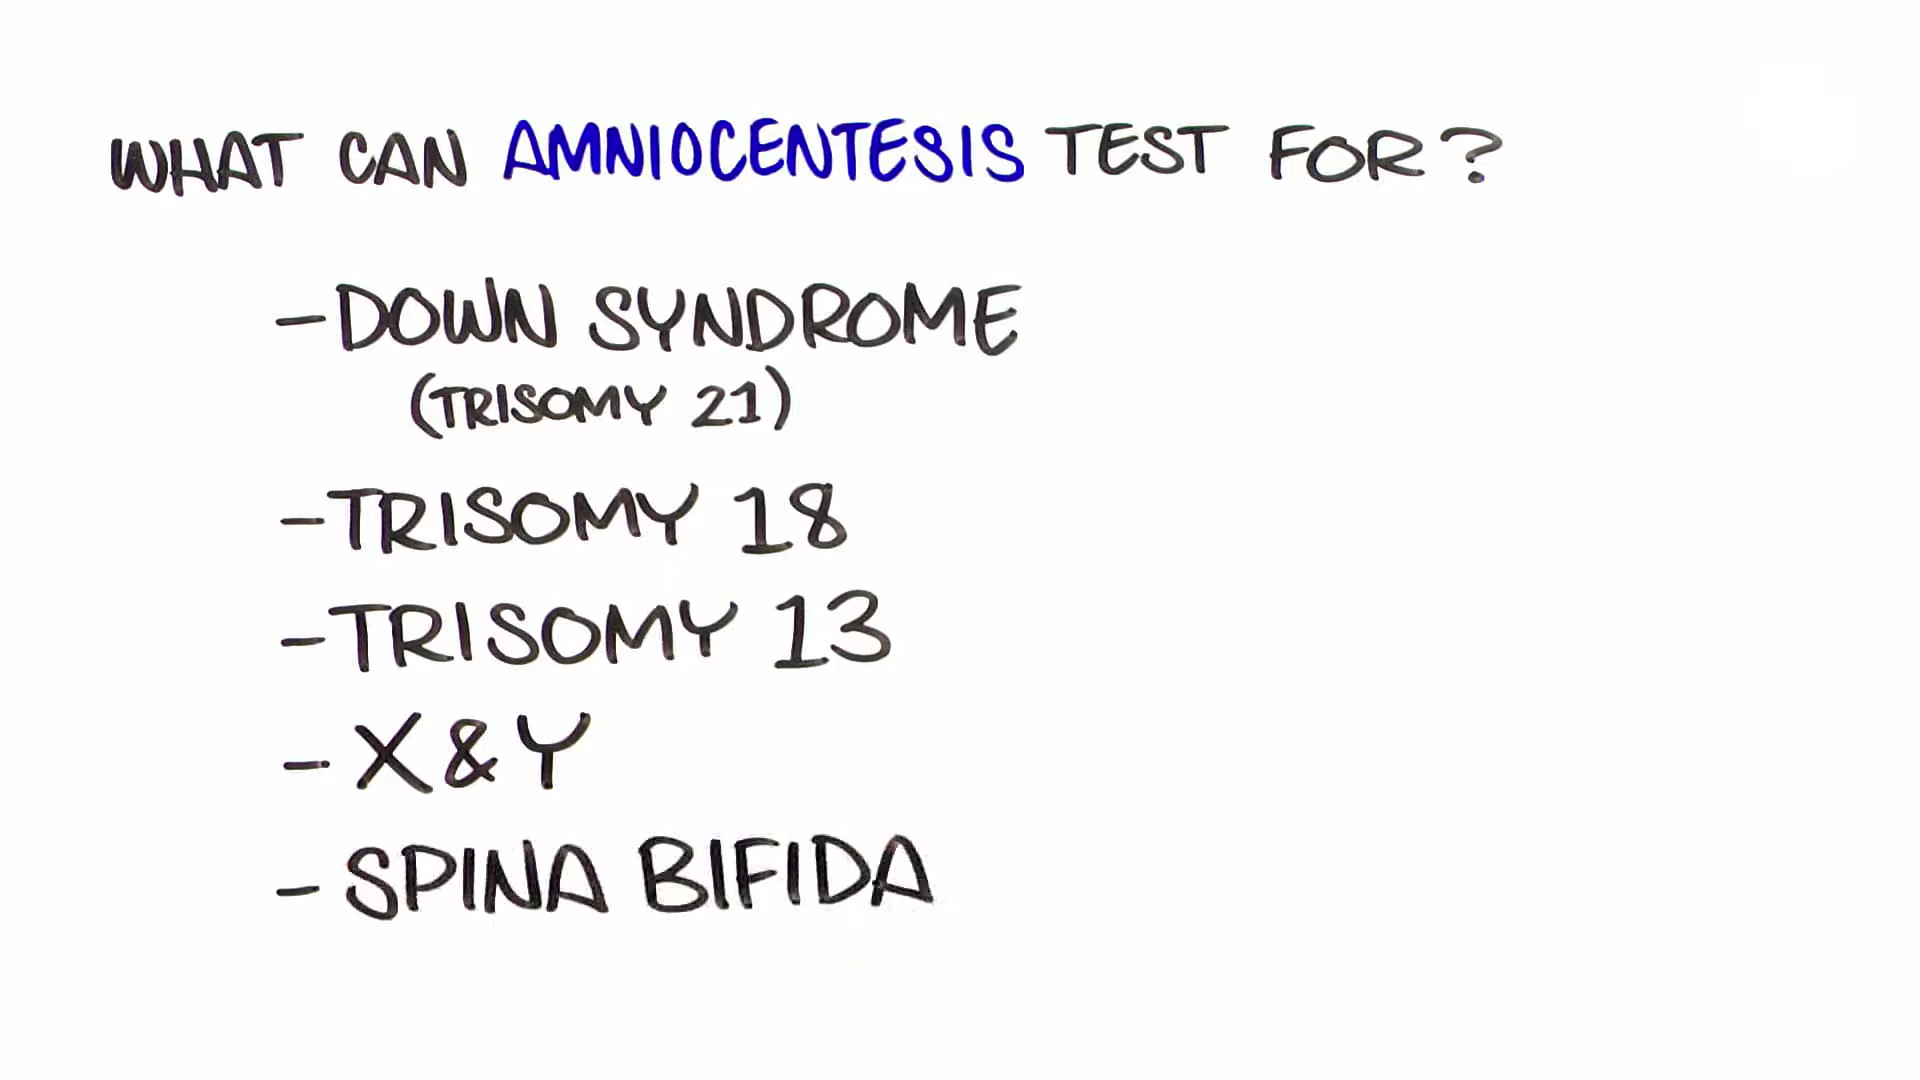 WHAT CAN AMNIOCENTESIS TEST FOR?
- DOWN SYNDROME
(TRISOMY 21)
- TRISOMY 18
- TRISOMY 13
- X & Y
- SPINA BIFIDA